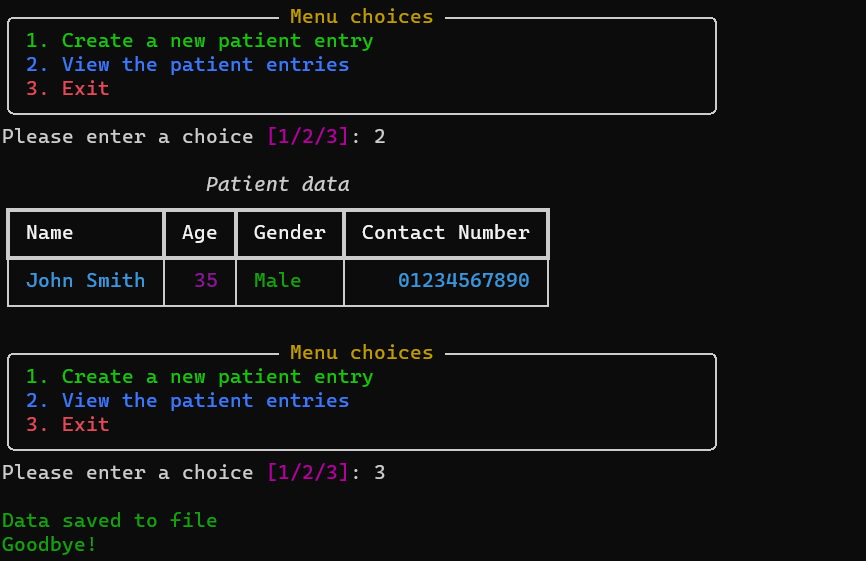 Menu choices
1. Create a new patient entry
2. View the patient entries
3. Exit
Please enter a choice [1/2/3]: 2
Patient data
Name Age Gender Contact Number
John Smith 35 Male 01234567890
Menu choices
1. Create a new patient entry
2. View the patient entries
3. Exit
Please enter a choice [1/2/3]: 3
Data saved to file
Goodbye!